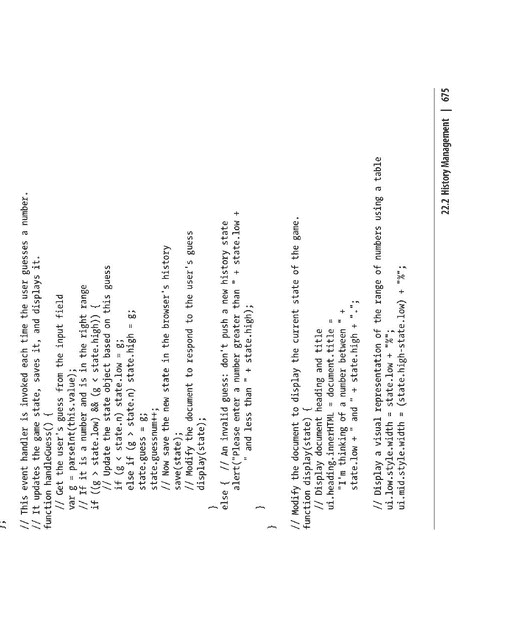 };
// This event handler is invoked each time the user guesses a number.
// It updates the game state, saves it, and displays it.
function handleGuess() {
// Get the user's guess from the input field
var g = parseInt(this.value);
// If it is a number and is in the right range
if ((g > state.low) && (g < state.high)) {
// Update the state object based on this guess
if (g < state.n) state.low = g;
else if (g > state.n) state.high = g;
state.guess = g;
state.guessnum++;
// Now save the new state in the browser's history
save(state);
// Modify the document to respond to the user's guess
display(state);
}
else { // An invalid guess: don't push a new history state
alert("Please enter a number greater than " + state.low +
" and less than " + state.high);
}
}
// Modify the document to display the current state of the game.
function display(state) {
// Display document heading and title
ui.heading.innerHTML = document.title =
"I'm thinking of a number between " +
state.low + " and " + state.high + ".";
// Display a visual representation of the range of numbers using a table
ui.low.style.width = state.low + "%";
ui.mid.style.width = (state.high-state.low) + "%";
22.2 History Management | 675